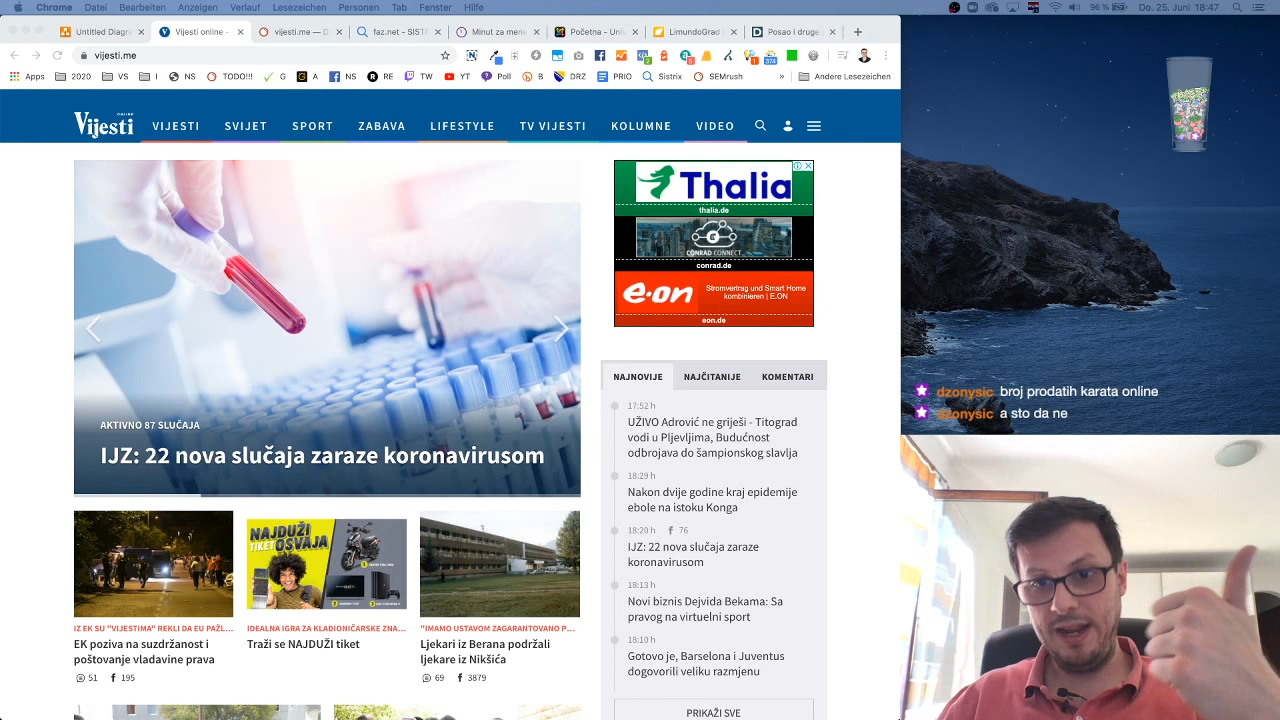 Chrome Datei Bearbeiten Anzeigen Verlauf Lesezeichen Personen Tab Fenster Hilfe
96 % Do. 25. Juni 18:47
Untitled Diagra
Vijesti online -
vijesti.me — D
faz.net - SISTR
Minut za mene
Početna - Univ
LimundoGrad
Posao i druge
vijesti.me
Apps 2020 VS I NS TODO!!! G A NS RE TW YT Poll B DRZ PRIO Sistrix SEMrush » Andere Lesezeichen
Vijesti ONLINE
VIJESTI SVIJET SPORT ZABAVA LIFESTYLE TV VIJESTI KOLUMNE VIDEO
AKTIVNO 87 SLUČAJA
IJZ: 22 nova slučaja zaraze koronavirusom
Thalia
thalia.de
CONRAD CONNECT
conrad.de
e·on
Stromvertrag und Smart Home
kombinieren | E.ON
eon.de
NAJNOVIJE NAJČITANIJE KOMENTARI
17:52 h
UŽIVO Adrović ne griješi - Titograd
vodi u Pljevljima, Budućnost
odbrojava do šampionskog slavlja
18:29 h
Nakon dvije godine kraj epidemije
ebole na istoku Konga
18:20 h 76
IJZ: 22 nova slučaja zaraze
koronavirusom
18:13 h
Novi biznis Dejvida Bekama: Sa
pravog na virtuelni sport
18:10 h
Gotovo je, Barselona i Juventus
dogovorili veliku razmjenu
PRIKAŽI SVE
IZ EK SU "VIJESTIMA" REKLI DA EU PAŽL...
EK poziva na suzdržanost i
poštovanje vladavine prava
51 195
NAJDUŽI
TIKET OSVAJA
IDEALNA IGRA ZA KLADIONIČARSKE ZNA...
Traži se NAJDUŽI tiket
"IMAMO USTAVOM ZAGARANTOVANO P...
Ljekari iz Berana podržali
ljekare iz Nikšića
69 3879
dzonysic broj prodatih karata online
dzonysic a sto da ne